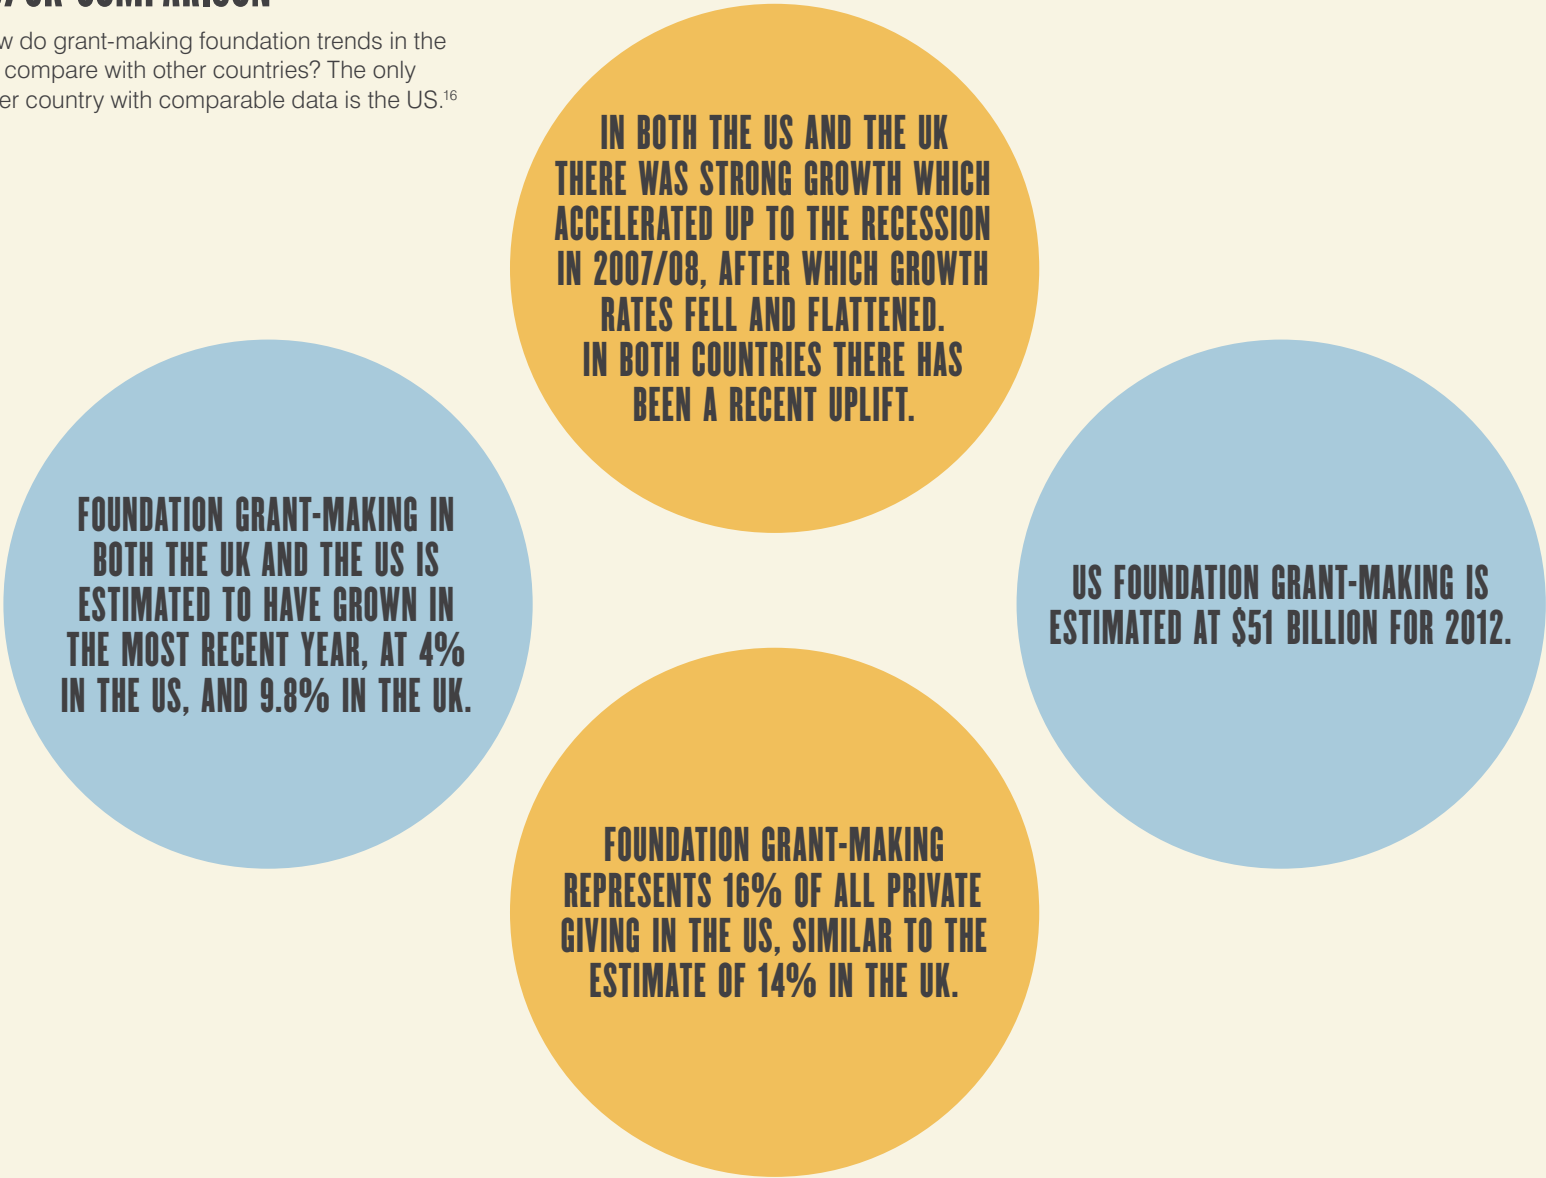 UK COMPARISON
do grant-making foundation trends in the
compare with other countries? The only
country with comparable data is the US.16
IN BOTH THE US AND THE UK
THERE WAS STRONG GROWTH WHICH
ACCELERATED UP TO THE RECESSION
IN 2007/08, AFTER WHICH GROWTH
RATES FELL AND FLATTENED.
IN BOTH COUNTRIES THERE HAS
BEEN A RECENT UPLIFT.
FOUNDATION GRANT-MAKING IN
BOTH THE UK AND THE US IS
ESTIMATED TO HAVE GROWN IN
THE MOST RECENT YEAR, AT 4%
IN THE US, AND 9.8% IN THE UK.
US FOUNDATION GRANT-MAKING IS
ESTIMATED AT $51 BILLION FOR 2012.
FOUNDATION GRANT-MAKING
REPRESENTS 16% OF ALL PRIVATE
GIVING IN THE US, SIMILAR TO THE
ESTIMATE OF 14% IN THE UK.